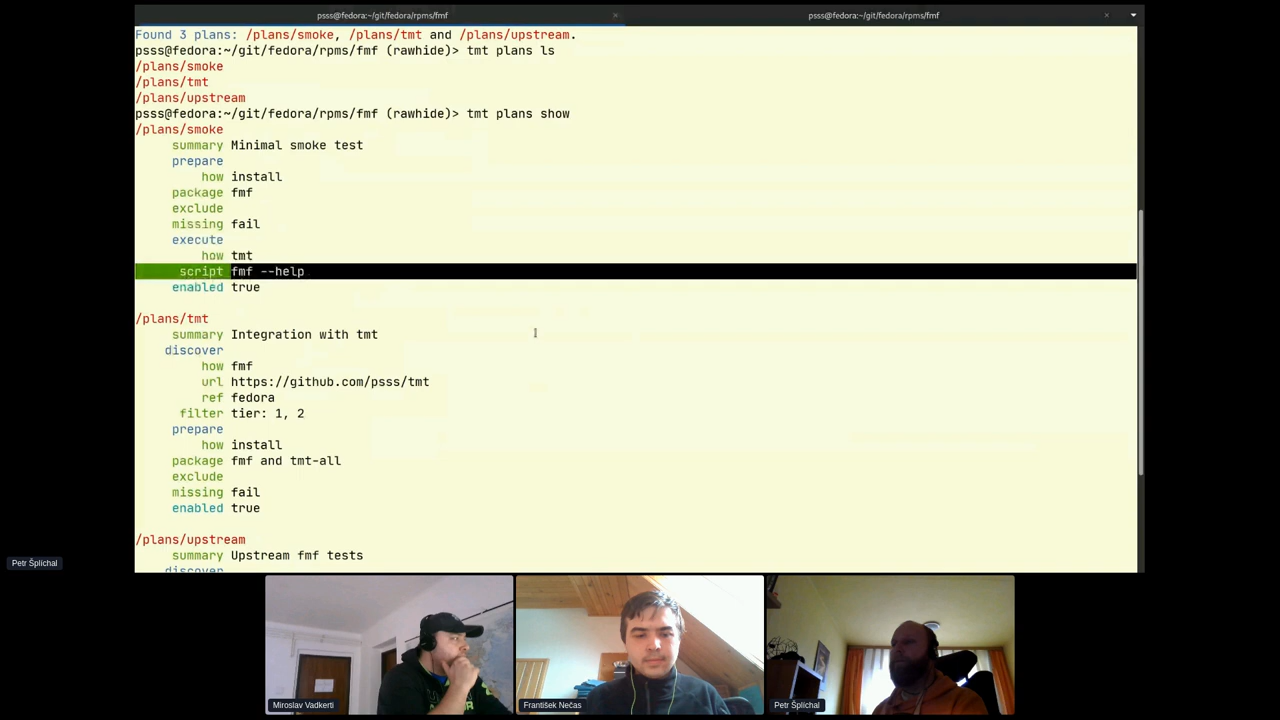 psss@fedora:~/git/fedora/rpms/fmf × psss@fedora:~/git/fedora/rpms/fmf ×
Found 3 plans: /plans/smoke, /plans/tmt and /plans/upstream.
psss@fedora:~/git/fedora/rpms/fmf (rawhide)> tmt plans ls
/plans/smoke
/plans/tmt
/plans/upstream
psss@fedora:~/git/fedora/rpms/fmf (rawhide)> tmt plans show
/plans/smoke
summary Minimal smoke test
prepare
how install
package fmf
exclude
missing fail
execute
how tmt
script fmf --help
enabled true
/plans/tmt
summary Integration with tmt
discover
how fmf
url https://github.com/psss/tmt
ref fedora
filter tier: 1, 2
prepare
how install
package fmf and tmt-all
exclude
missing fail
enabled true
/plans/upstream
summary Upstream fmf tests
discover
Petr Šplíchal
Miroslav Vadkerti
František Nečas
Petr Šplíchal